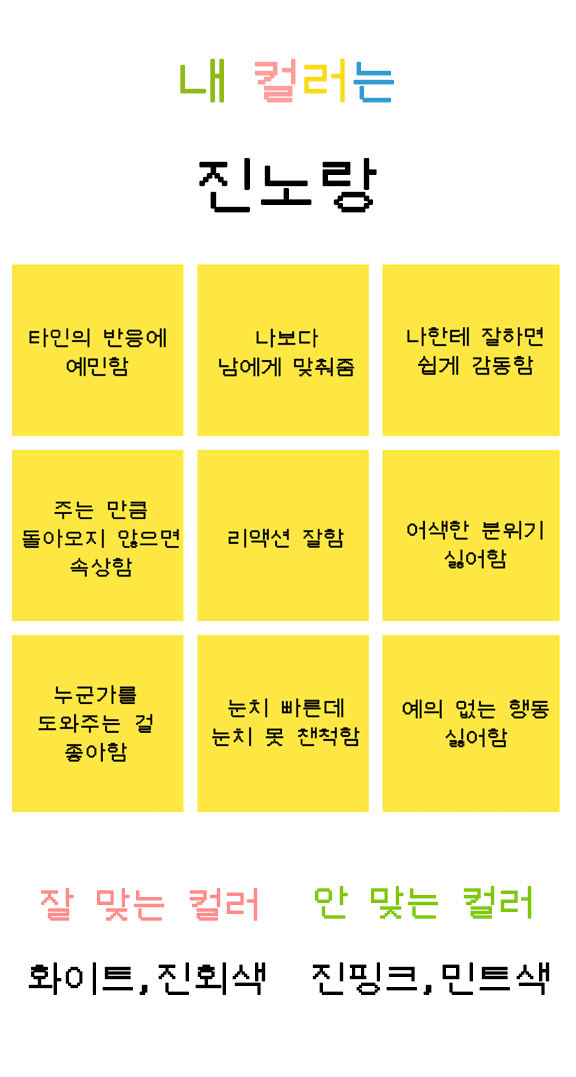 내 컬러는
진노랑
타인의 반응에
예민함
나보다
남에게 맞춰줌
나한테 잘하면
쉽게 감동함
주는 만큼
돌아오지 않으면
속상함
리액션 잘함
어색한 분위기
싫어함
누군가를
도와주는 걸
좋아함
눈치 빠른데
눈치 못 챈척함
예의 없는 행동
싫어함
잘 맞는 컬러
안 맞는 컬러
화이트,진회색
진핑크,민트색